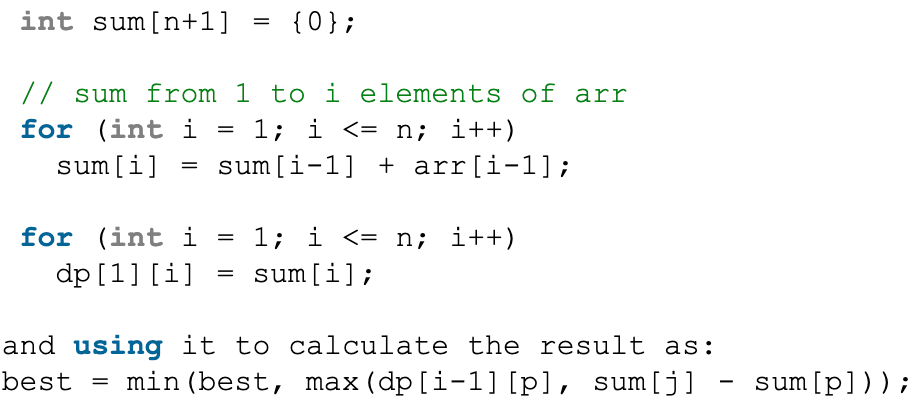 int sum[n+1] = {0};
// sum from 1 to i elements of arr
for (int i = 1; i <= n; i++)
sum[i] = sum[i-1] + arr[i-1];
for (int i = 1; i <= n; i++)
dp[1][i] = sum[i];
and using it to calculate the result as:
best = min(best, max(dp[i-1][p], sum[j] - sum[p]));